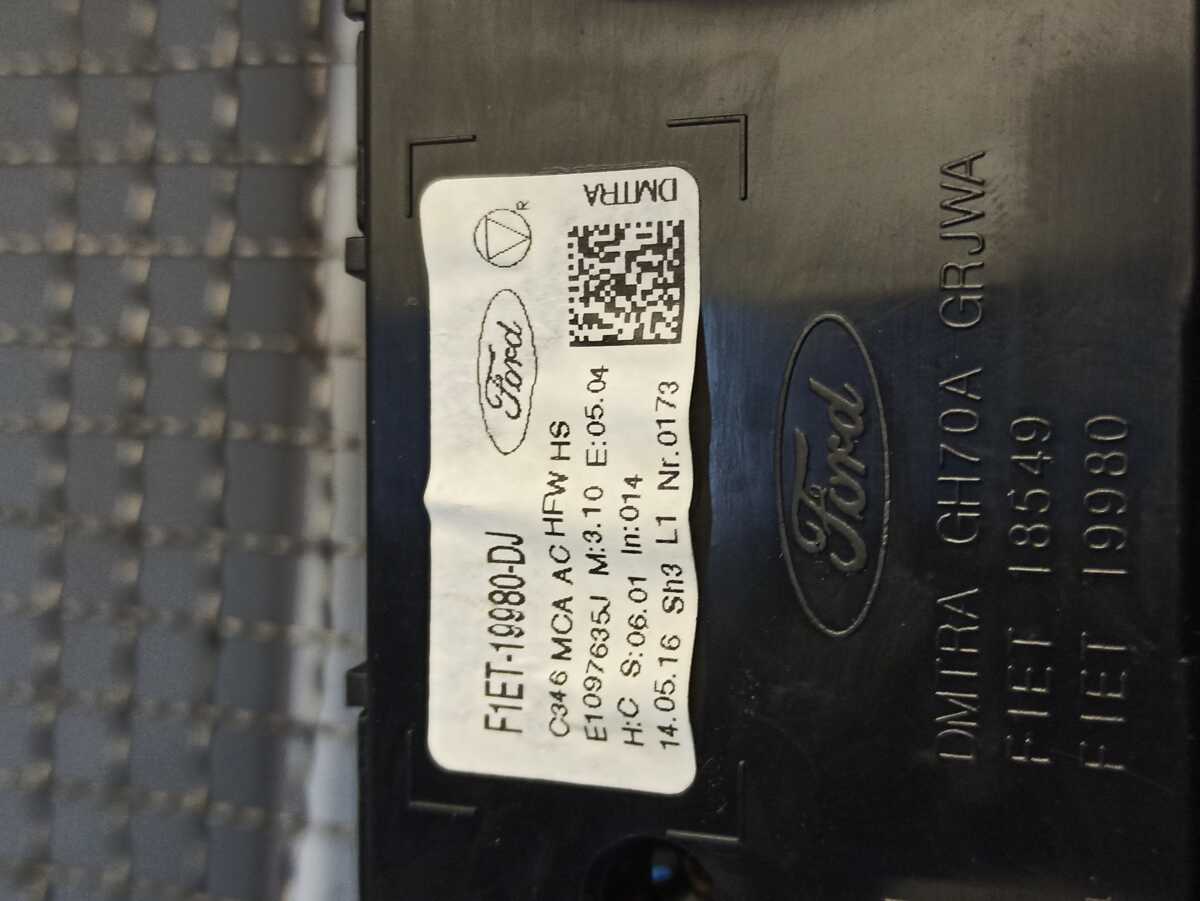 F1ET-19980-DJ
Ford
R
C346 MCA AC HFW HS
E1097635J M:3.10 E:05.04
H:C S:06.01 In:014
14.05.16 Sh3 L1 Nr.0173
DMTRA
Ford
DMTRA GH70A GRJWA
F1ET 18549
F1ET 19980